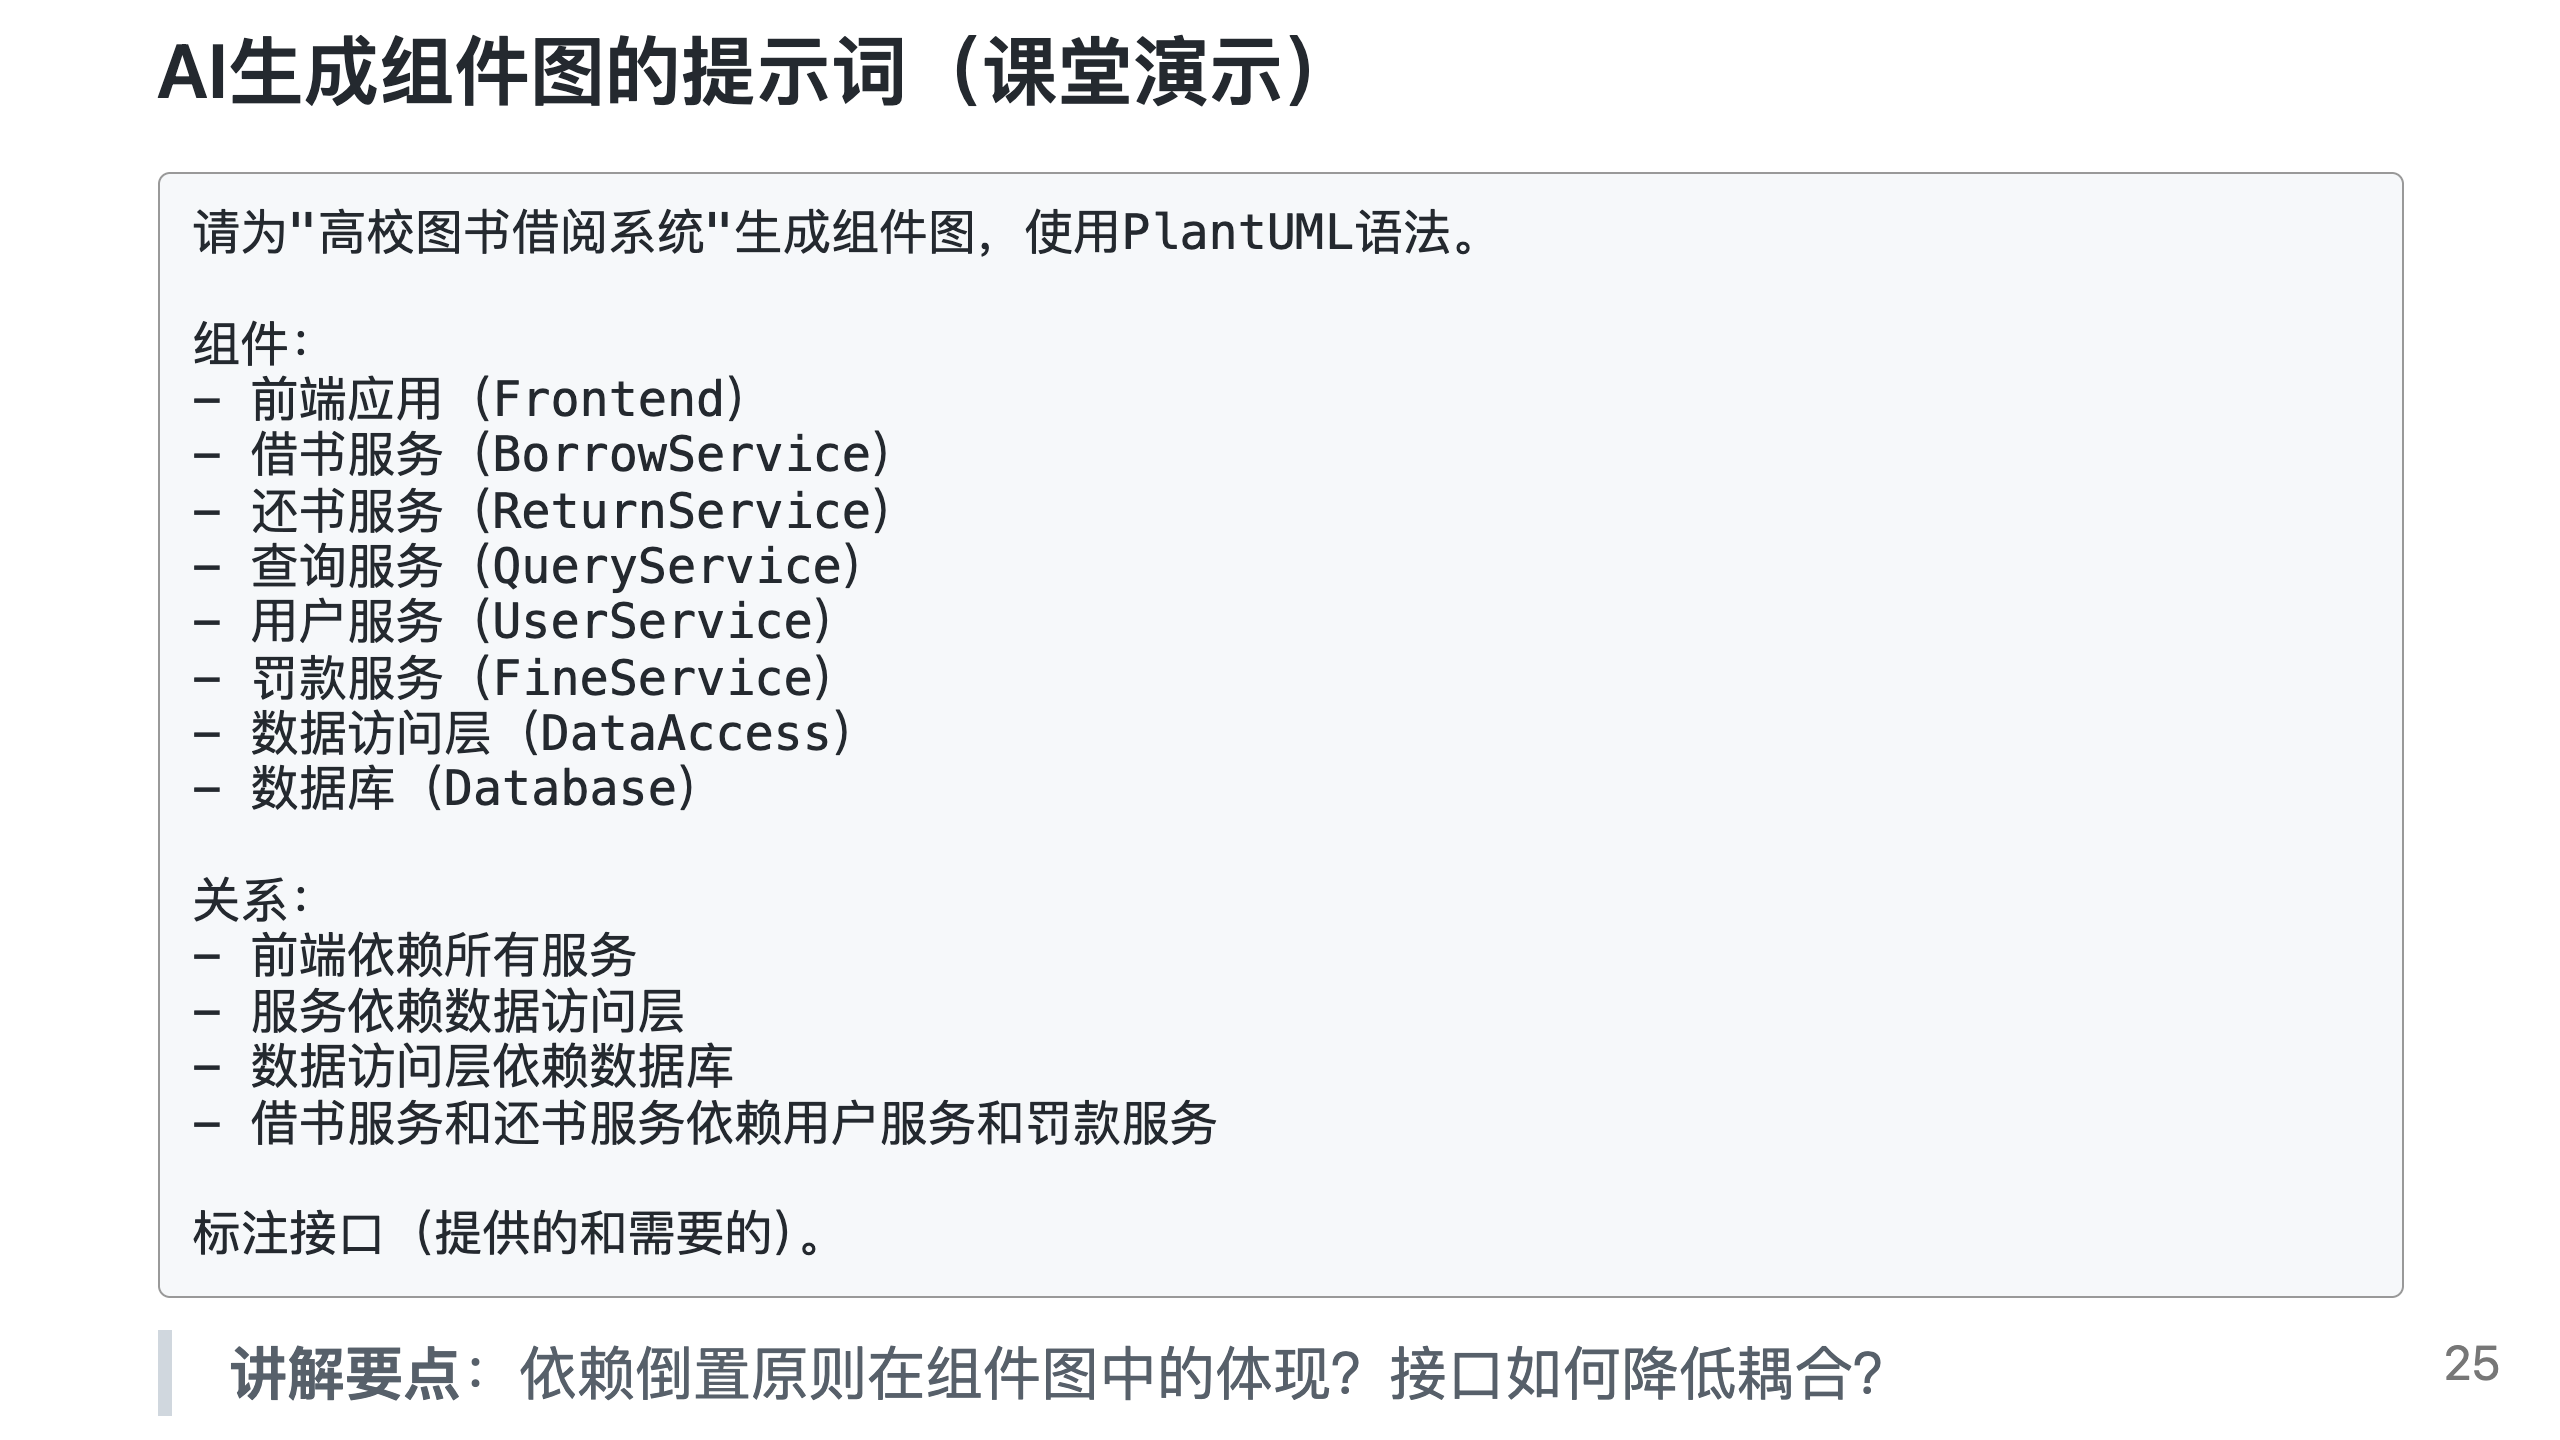 AI生成组件图的提示词（课堂演示）
请为"高校图书借阅系统"生成组件图，使用PlantUML语法。
组件：
- 前端应用（Frontend）
- 借书服务（BorrowService）
- 还书服务（ReturnService）
- 查询服务（QueryService）
- 用户服务（UserService）
- 罚款服务（FineService）
- 数据访问层（DataAccess）
- 数据库（Database）
关系：
- 前端依赖所有服务
- 服务依赖数据访问层
- 数据访问层依赖数据库
- 借书服务和还书服务依赖用户服务和罚款服务
标注接口（提供的和需要的）。
讲解要点：依赖倒置原则在组件图中的体现？接口如何降低耦合？
25